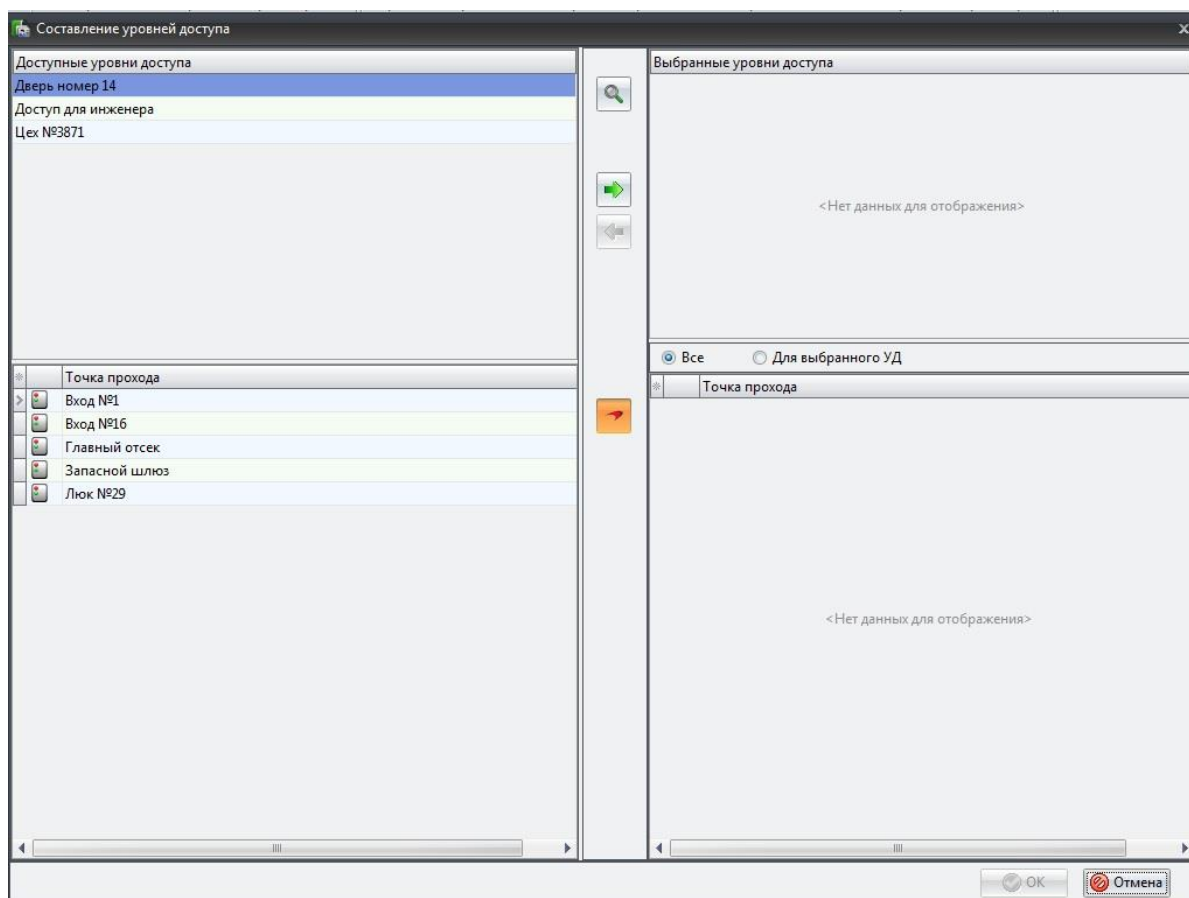 Составление уровней доступа
Доступные уровни доступа
Дверь номер 14
Доступ для инженера
Цех №3871
Точка прохода
Вход №1
Вход №16
Главный отсек
Запасной шлюз
Люк №29
Выбранные уровни доступа
<Нет данных для отображения>
Все
Для выбранного УД
Точка прохода
<Нет данных для отображения>
OK
Отмена